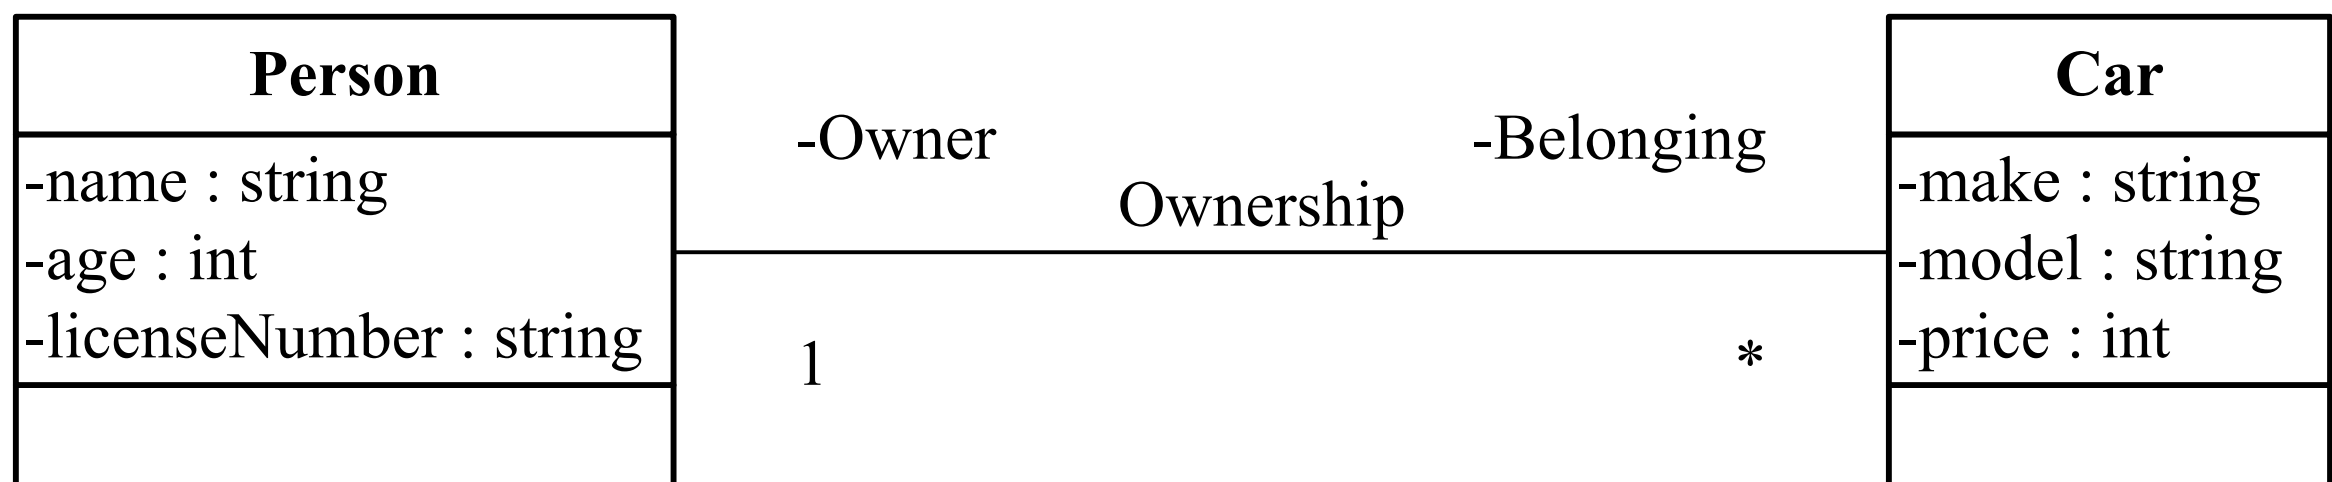 Person
-name : string
-age : int
-licenseNumber : string
-Owner
-Belonging
Ownership
1
*
Car
-make : string
-model : string
-price : int